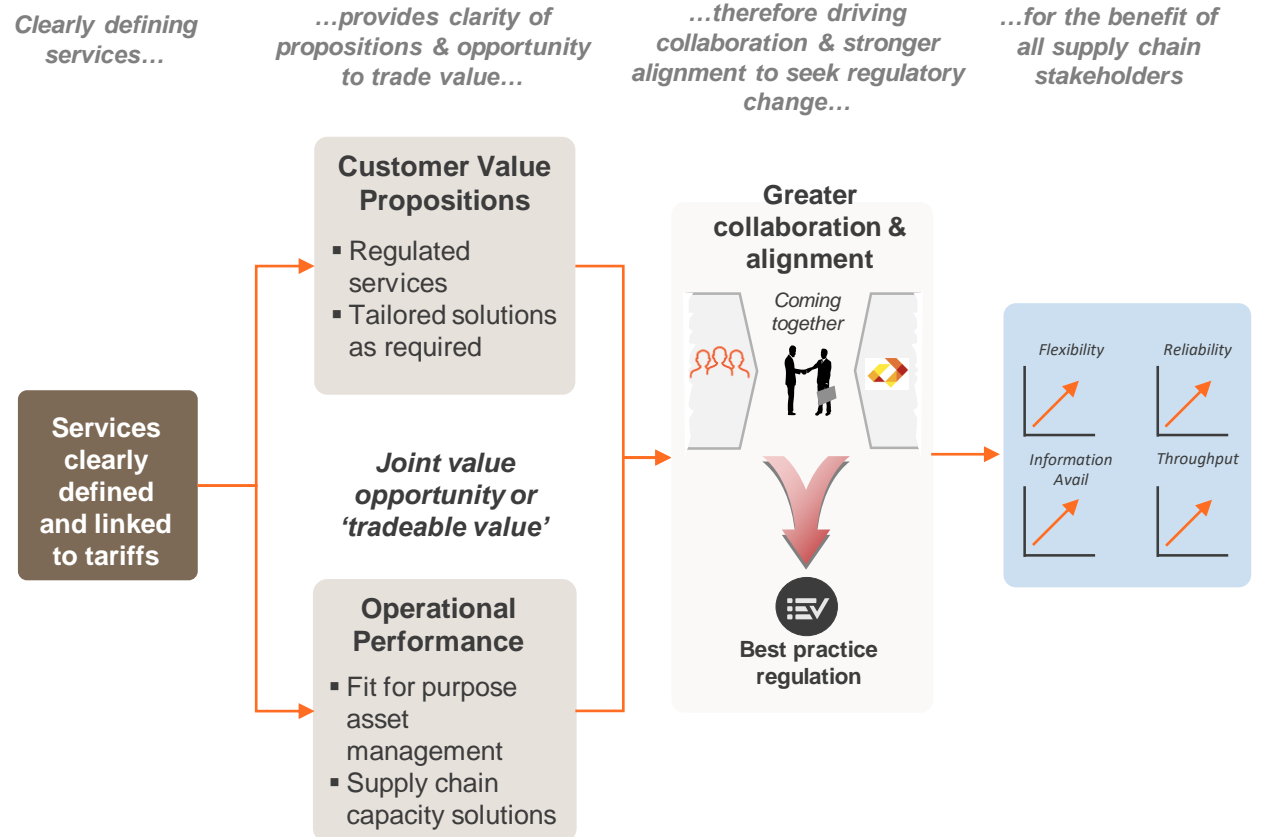 Clearly defining
services…
…provides clarity of
propositions & opportunity
to trade value…
…therefore driving
collaboration & stronger
alignment to seek regulatory
change…
…for the benefit of
all supply chain
stakeholders
Services
clearly
defined
and linked
to tariffs
Customer Value
Propositions
▪ Regulated
services
▪ Tailored solutions
as required
Joint value
opportunity or
‘tradeable value’
Operational
Performance
▪ Fit for purpose
asset
management
▪ Supply chain
capacity solutions
Greater
collaboration &
alignment
Coming
together
Best practice
regulation
Flexibility
Reliability
Information
Avail
Throughput